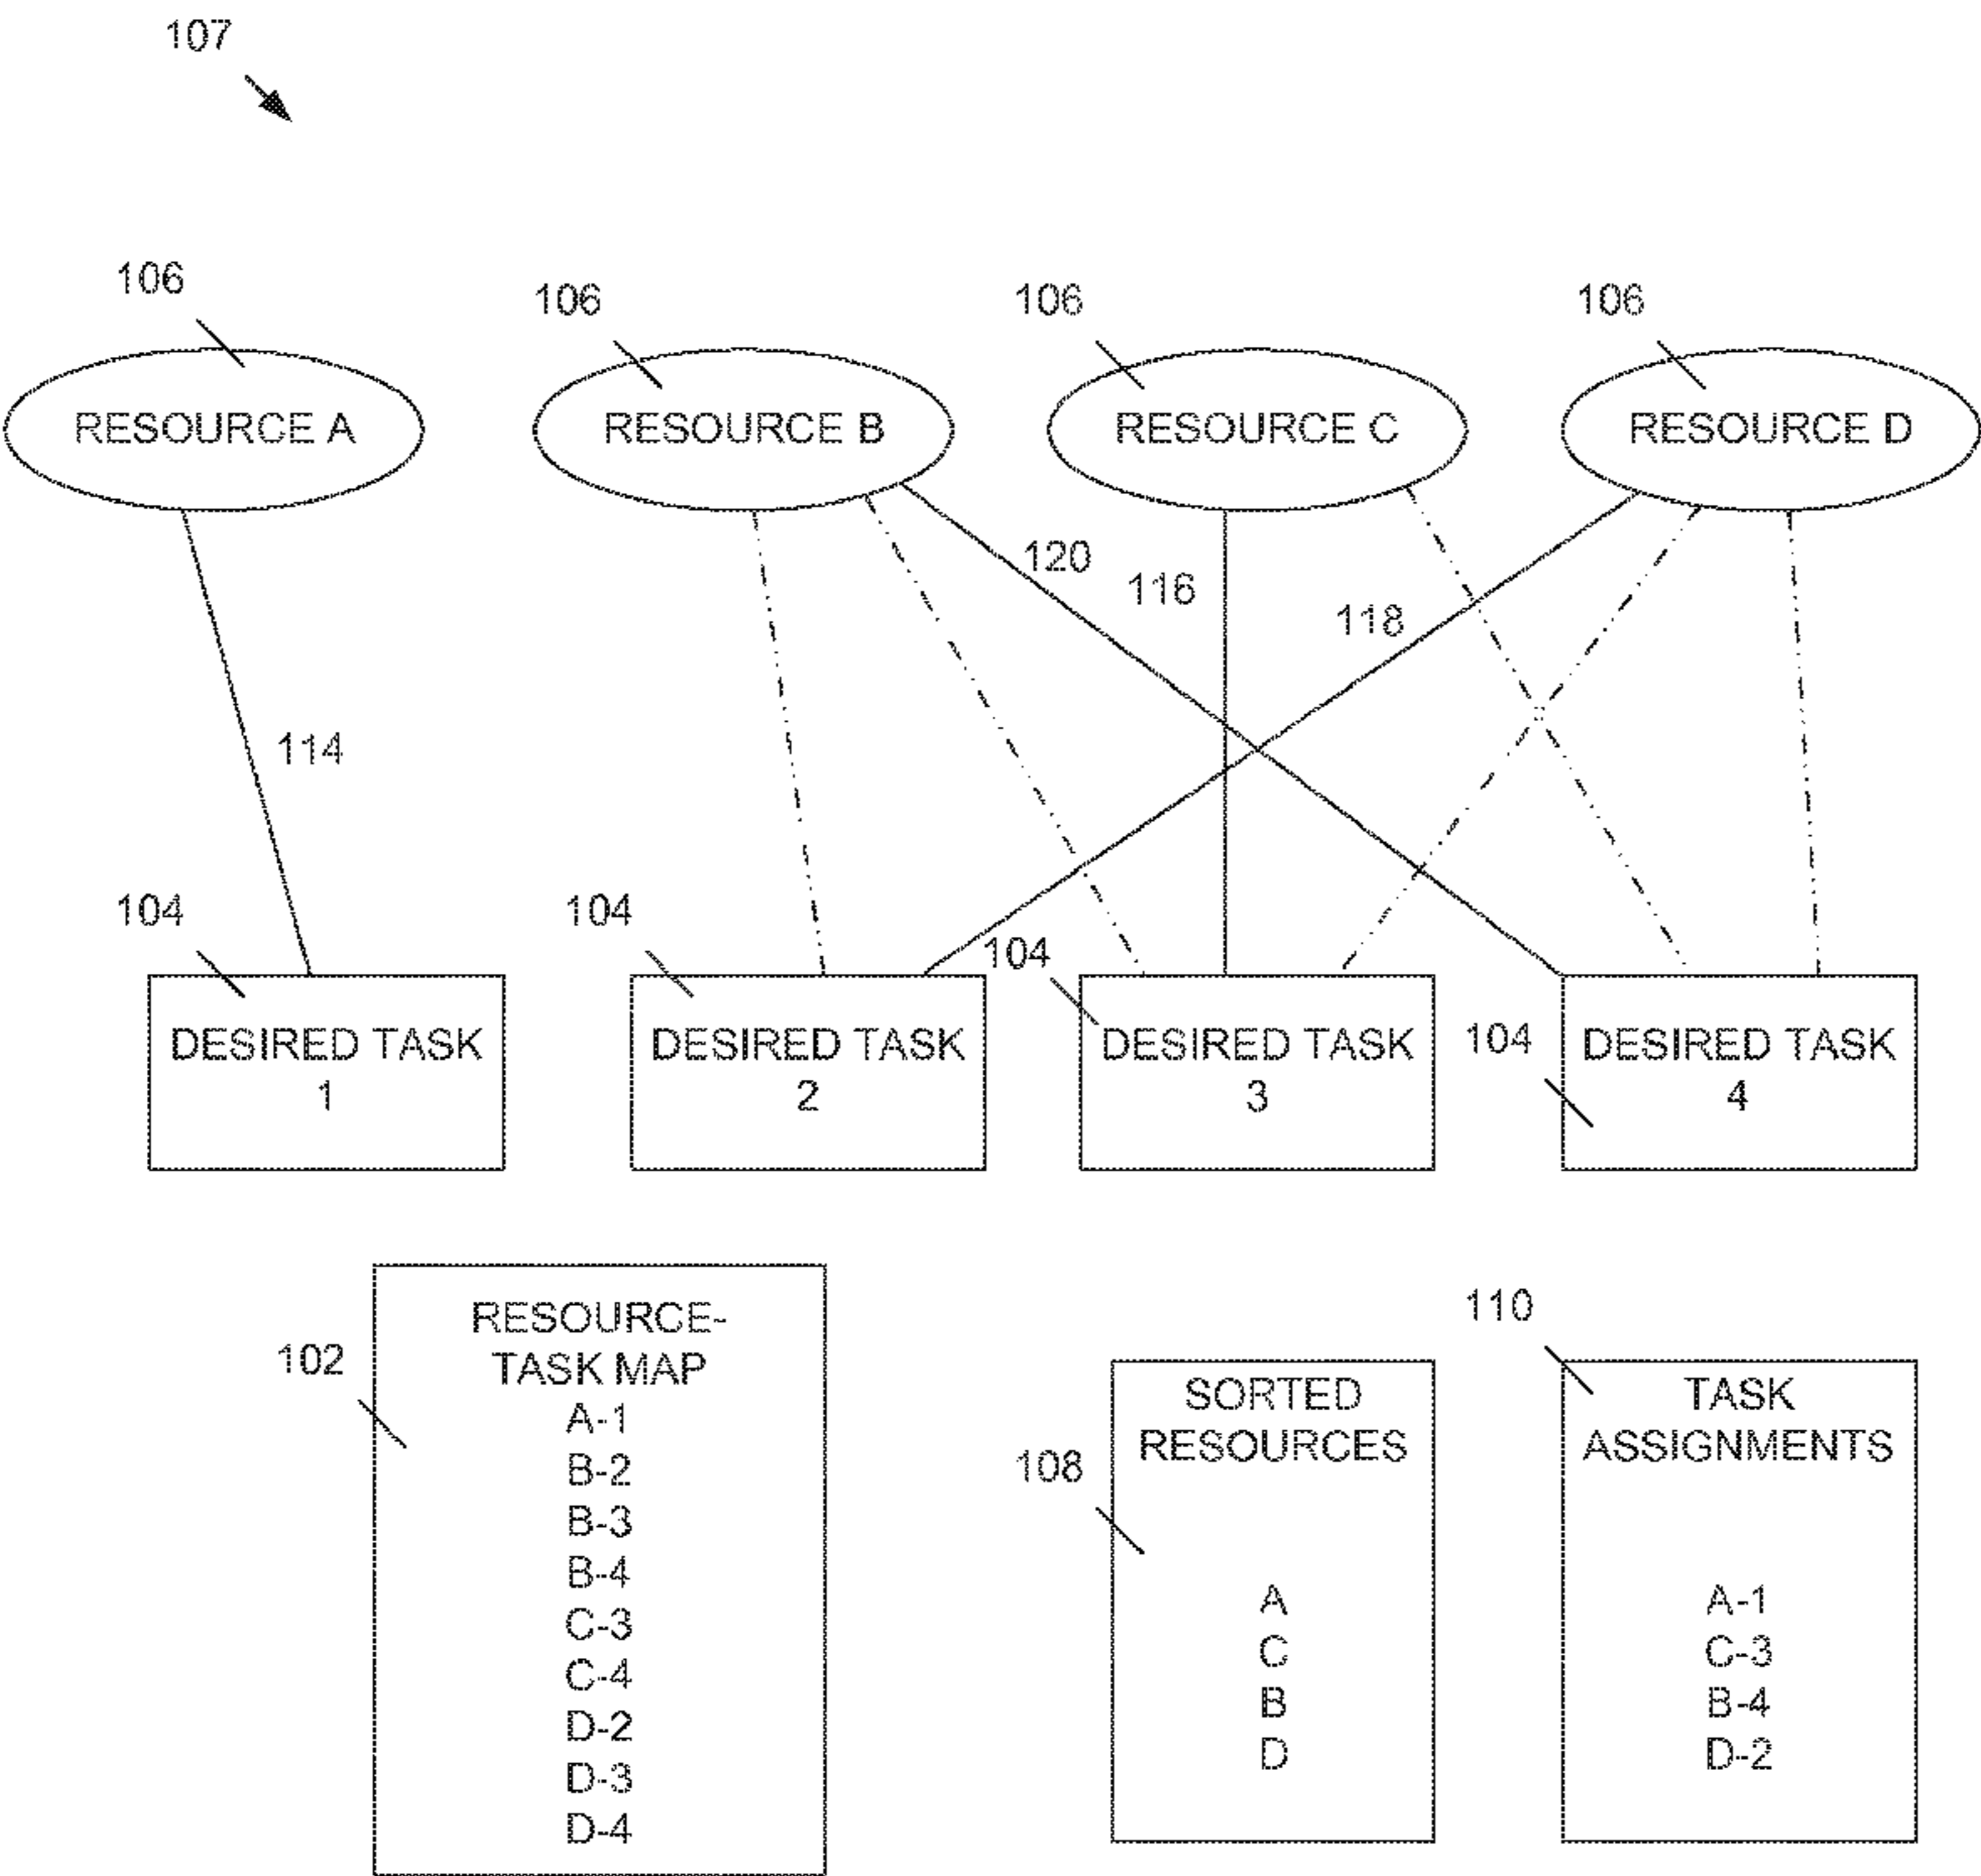 107
106
106
106
106
RESOURCE A
RESOURCE B
RESOURCE C
RESOURCE D
120
116
118
114
104
104
104
104
DESIRED TASK
1
DESIRED TASK
2
DESIRED TASK
3
DESIRED TASK
4
102
RESOURCE-
TASK MAP
A-1
B-2
B-3
B-4
C-3
C-4
D-2
D-3
D-4
108
SORTED
RESOURCES
A
C
B
D
110
TASK
ASSIGNMENTS
A-1
C-3
B-4
D-2